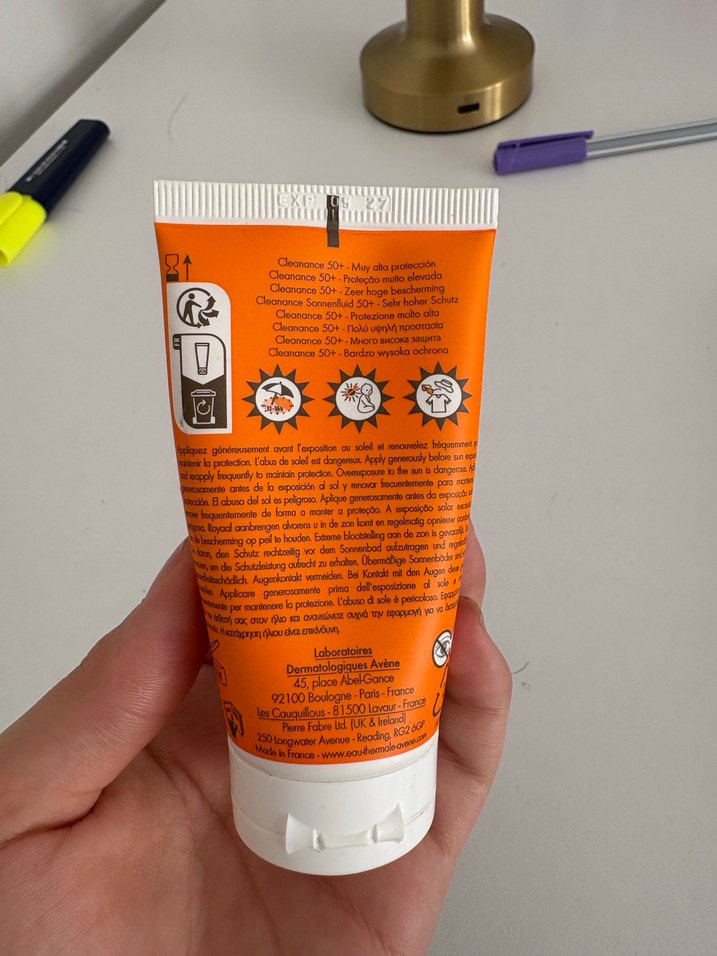 EXP 09 27
Cleanance 50+ - Muy alta protección
Cleanance 50+ - Proteção muito elevada
Cleanance 50+ - Zeer hoge bescherming
Cleanance Sonnenfluid 50+ - Sehr hoher Schutz
Cleanance 50+ - Protezione molto alta
Cleanance 50+ - Πολύ υψηλή προστασία
Cleanance 50+ - Много висока защита
Cleanance 50+ - Bardzo wysoka ochrona
FR
11-16h
Appliquez généreusement avant l'exposition au soleil et renouvelez fréquemment
maintenir la protection. L'abus de soleil est dangereux. Apply generously before sun
and reapply frequently to maintain protection. Overexposure to the sun is dangerous.
generosamente antes de la exposición al sol y renovar frecuentemente para
protección. El abuso del sol es peligroso. Aplique generosamente antes da exposição
frequentemente de forma a manter a proteção. A exposição solar
Royaal aanbrengen alvorens u in de zon komt en regelmatig opnieuw
de bescherming op peil te houden. Extreme blootstelling aan de zon is gevaarlijk.
daran, den Schutz rechtzeitig vor dem Sonnenbad aufzutragen und
um die Schutzleistung aufrecht zu erhalten. Übermäßige Sonnenbäder sind
Augenkontakt vermeiden. Bei Kontakt mit den Augen
Applicare generosamente prima dell'esposizione al sole e
per mantenere la protezione. L'abuso di sole è pericoloso.
σας στον ήλιο και ανανεώνετε συχνά την εφαρμογή για να
Η κατάχρηση ήλιου είναι επικίνδυνη.
Laboratoires
Dermatologiques Avène
45, place Abel-Gance
92100 Boulogne - Paris - France
Les Cauquillous - 81500 Lavaur - France
Pierre Fabre Ltd. (UK & Ireland)
250 Longwater Avenue - Reading, RG2 6GP
Made in France - www.eau-thermale-avene.com